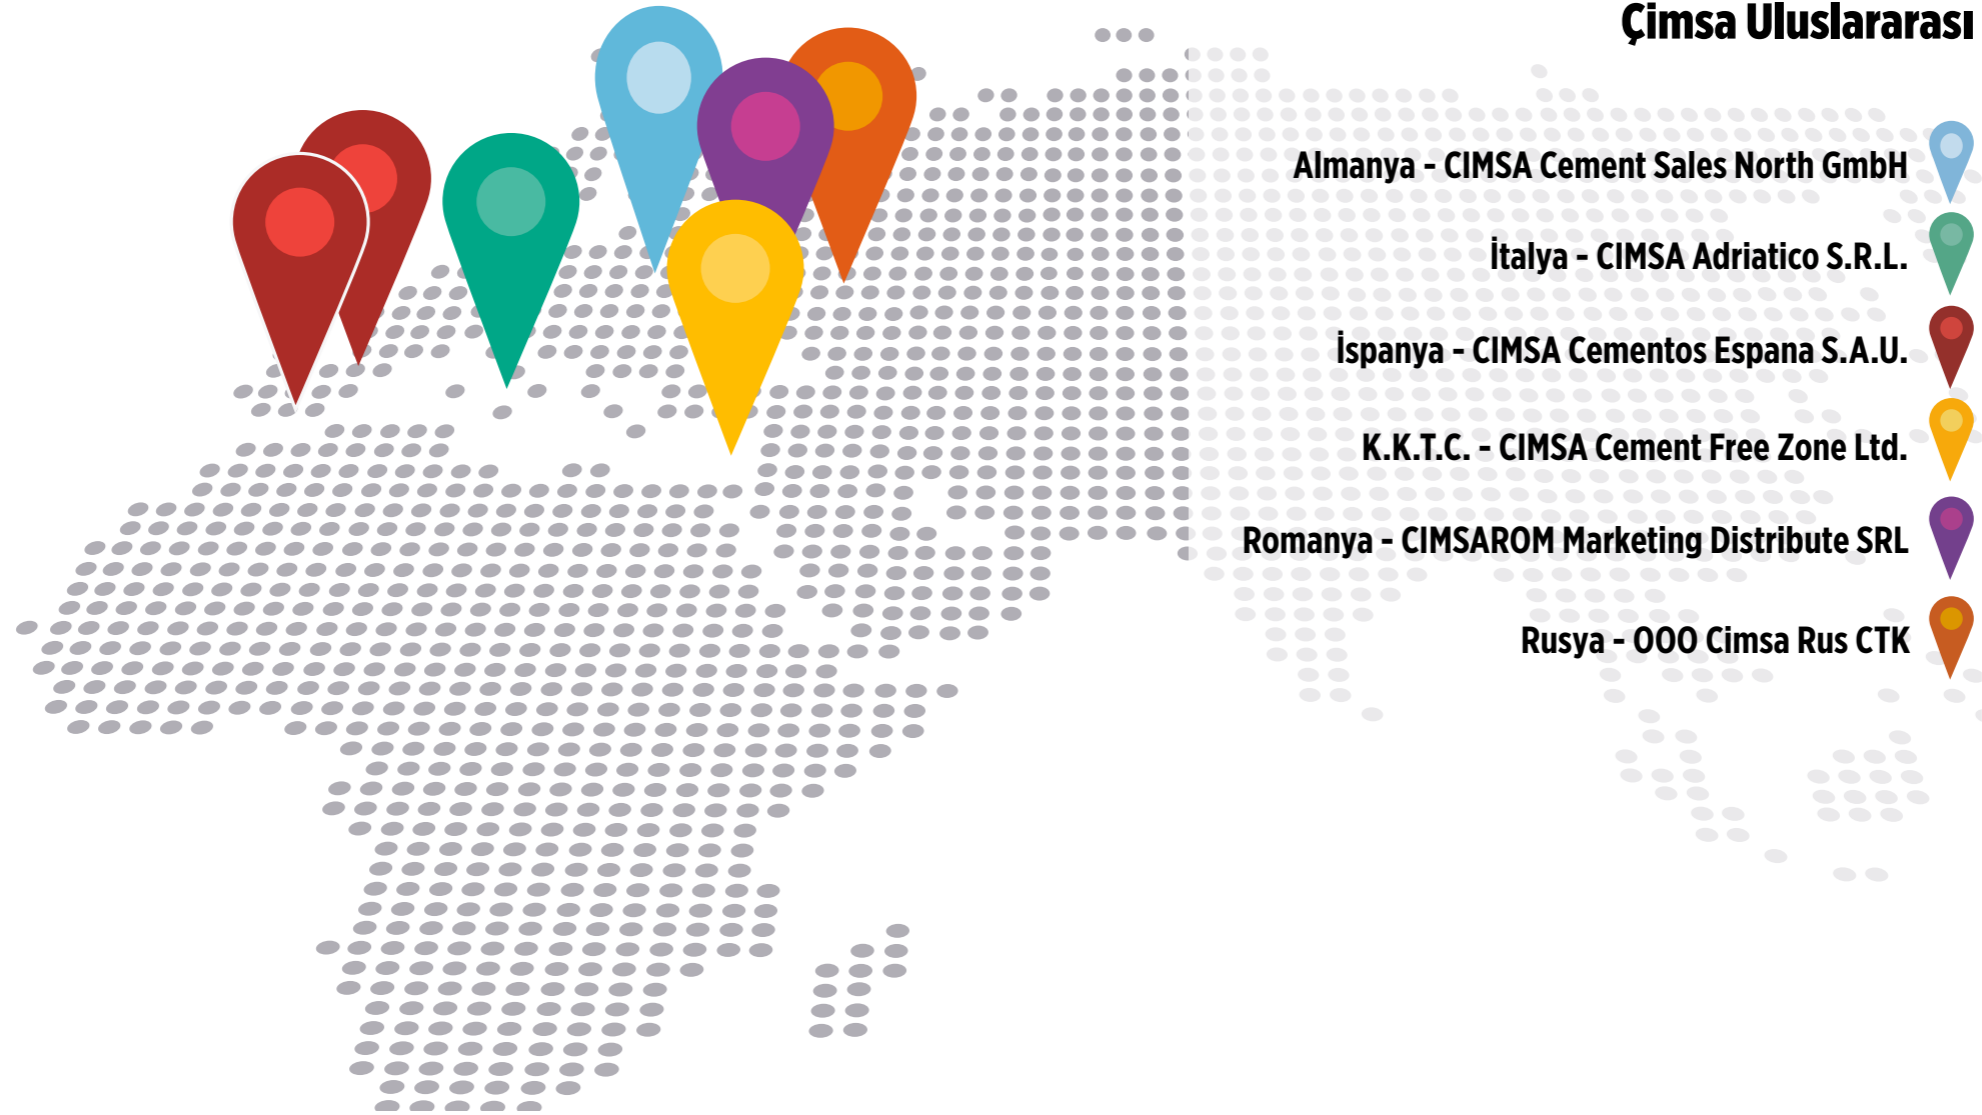 Çimsa Uluslararası
Almanya - CIMSA Cement Sales North GmbH
İtalya - CIMSA Adriatico S.R.L.
İspanya - CIMSA Cementos Espana S.A.U.
K.K.T.C. - CIMSA Cement Free Zone Ltd.
Romanya - CIMSAROM Marketing Distribute SRL
Rusya - OOO Cimsa Rus CTK